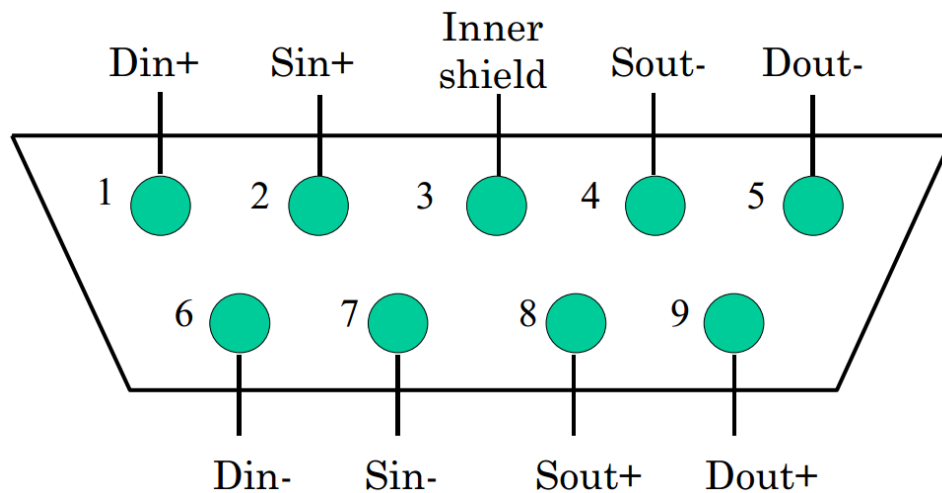 Din+ Sin+ Inner shield Sout- Dout-
1 2 3 4 5
6 7 8 9
Din- Sin- Sout+ Dout+